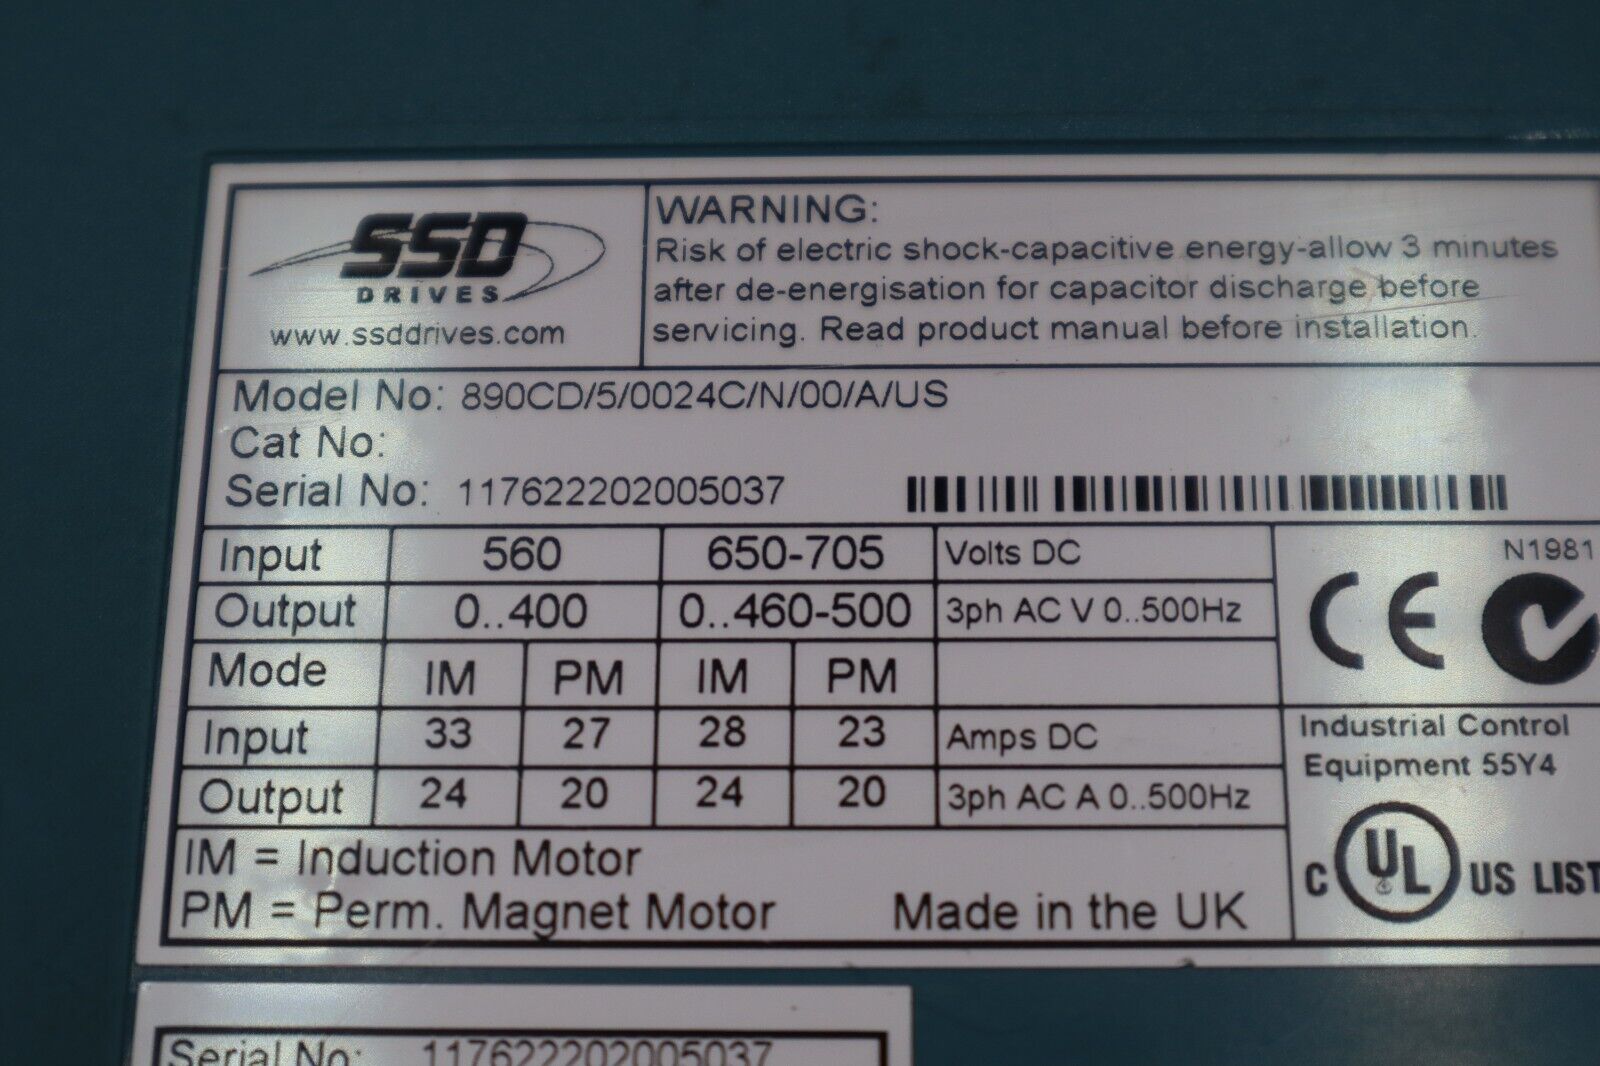 SSD
DRIVES
www.ssddrives.com
WARNING:
Risk of electric shock-capacitive energy-allow 3 minutes
after de-energisation for capacitor discharge before
servicing. Read product manual before installation.
Model No: 890CD/5/0024C/N/00/A/US
Cat No:
Serial No: 117622202005037
Input 560 650-705 Volts DC
Output 0..400 0..460-500 3ph AC V 0..500Hz
Mode IM PM IM PM
Input 33 27 28 23 Amps DC
Output 24 20 24 20 3ph AC A 0..500Hz
IM = Induction Motor
PM = Perm. Magnet Motor Made in the UK
N1981
CE
Industrial Control
Equipment 55Y4
C UL US LIST
Serial No: 117622202005037